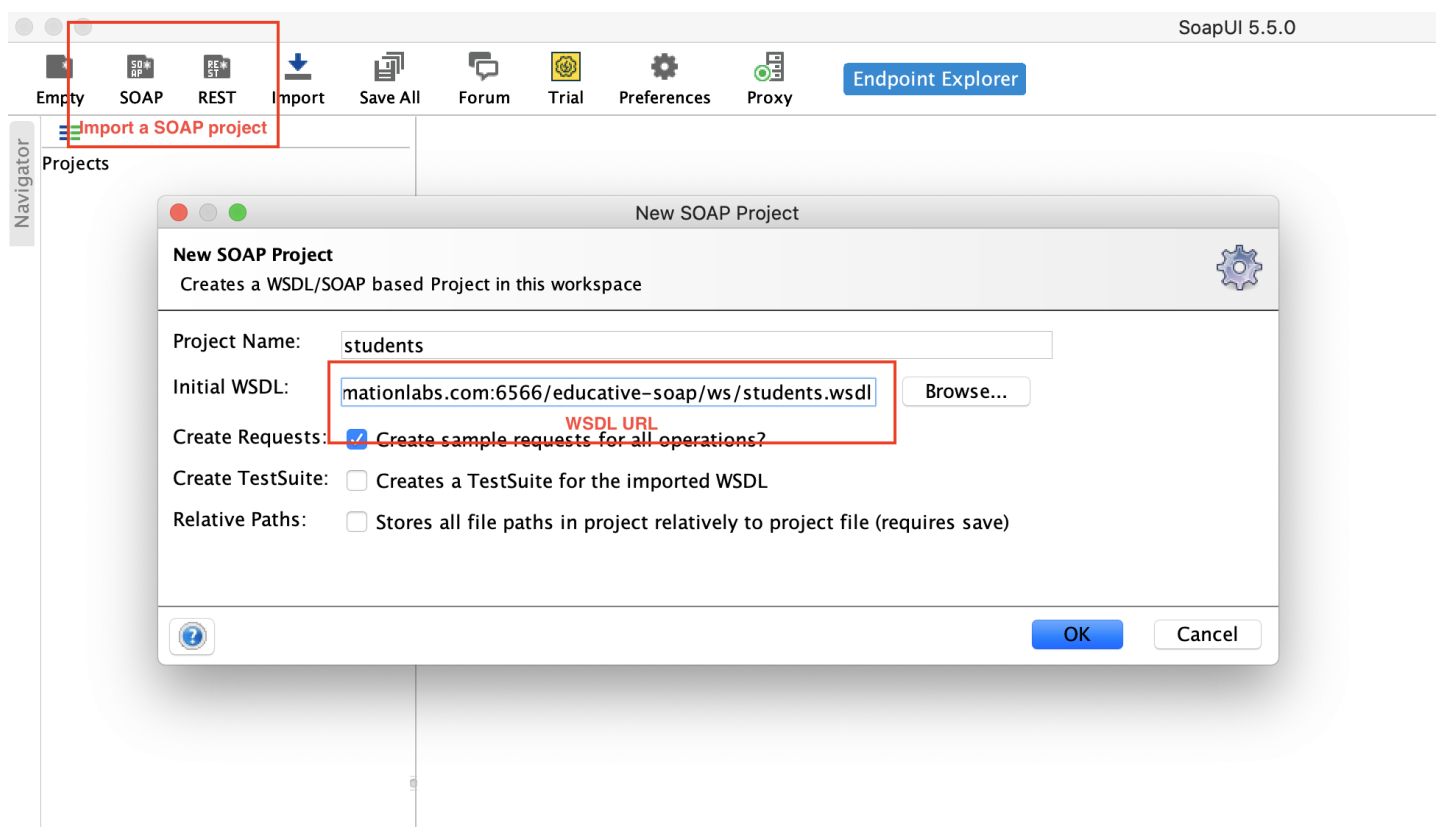 SoapUI 5.5.0
Empty SOAP REST Import Save All Forum Trial Preferences Proxy Endpoint Explorer
Import a SOAP project
Navigator
Projects
New SOAP Project
New SOAP Project
Creates a WSDL/SOAP based Project in this workspace
Project Name: students
Initial WSDL: mationlabs.com:6566/educative-soap/ws/students.wsdl Browse...
WSDL URL
Create Requests: Create sample requests for all operations?
Create TestSuite: Creates a TestSuite for the imported WSDL
Relative Paths: Stores all file paths in project relatively to project file (requires save)
OK Cancel